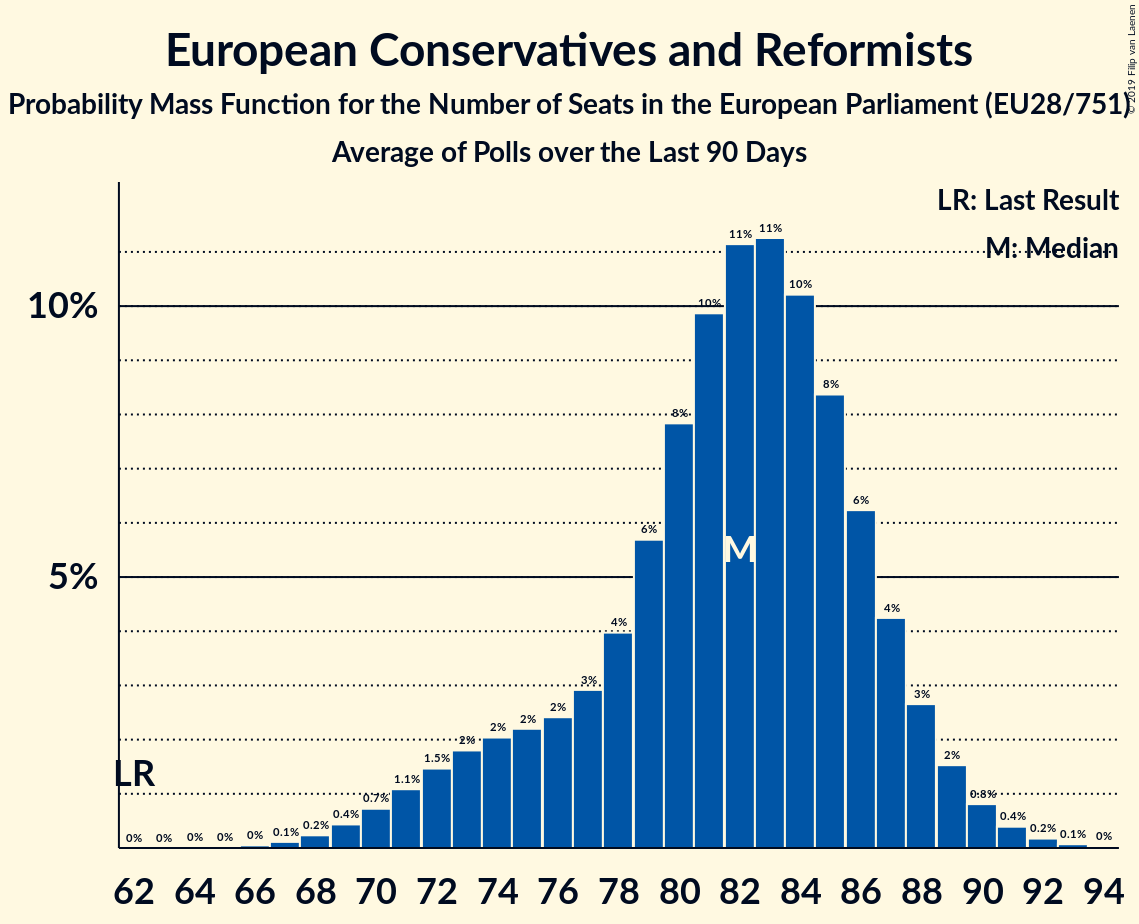 European Conservatives and Reformists
Probability Mass Function for the Number of Seats in the European Parliament (EU28/751)
Average of Polls over the Last 90 Days
© 2019 Filip van Laenen
LR: Last Result
M: Median
10%
5%
LR
M
0% 0% 0% 0% 0% 0.1% 0.2% 0.4% 0.7% 1.1% 1.5% 2% 2% 2% 2% 3% 4% 6% 8% 10% 11% 11% 10% 8% 6% 4% 3% 2% 0.8% 0.4% 0.2% 0.1% 0%
62 64 66 68 70 72 74 76 78 80 82 84 86 88 90 92 94